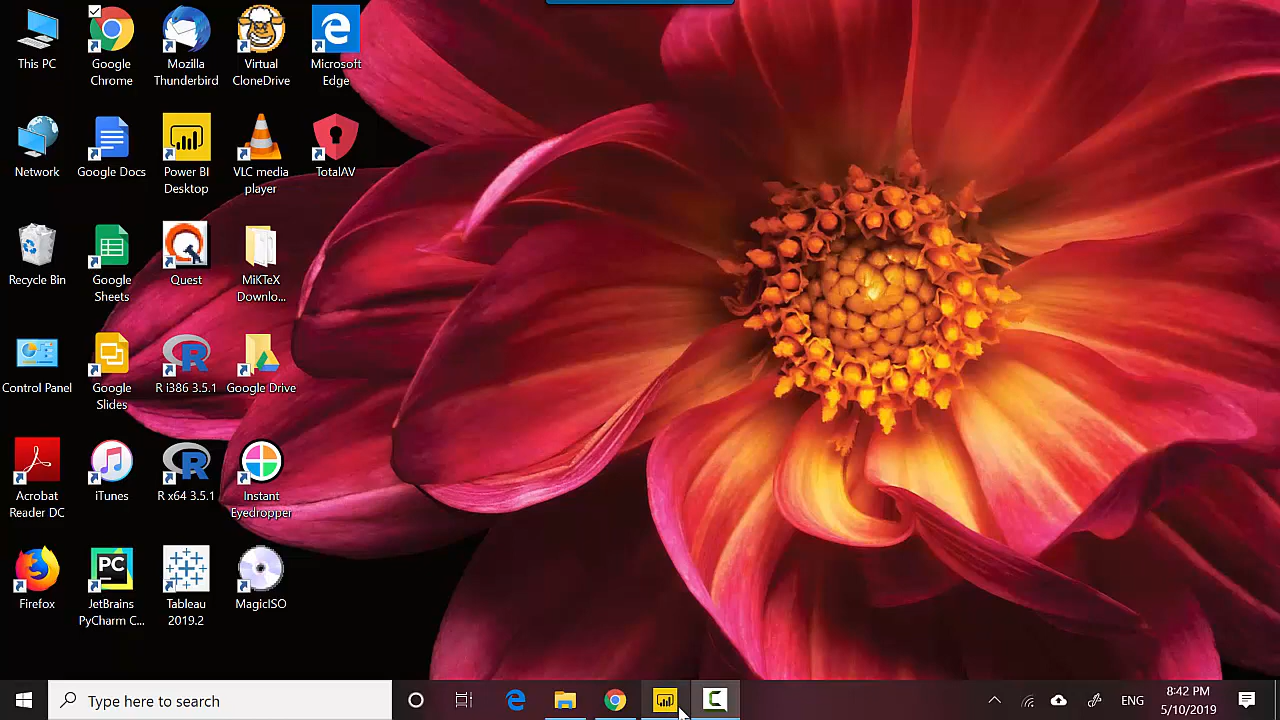 This PC
Google
Chrome
Mozilla
Thunderbird
Virtual
CloneDrive
Microsoft
Edge
Network
Google Docs
Power BI
Desktop
VLC media
player
TotalAV
Recycle Bin
Google
Sheets
Quest
MiKTeX
Downlo...
Control Panel
Google
Slides
R i386 3.5.1
Google Drive
Acrobat
Reader DC
iTunes
R x64 3.5.1
Instant
Eyedropper
Firefox
PC
JetBrains
PyCharm C...
Tableau
2019.2
MagicISO
Type here to search
ENG
8:42 PM
5/10/2019